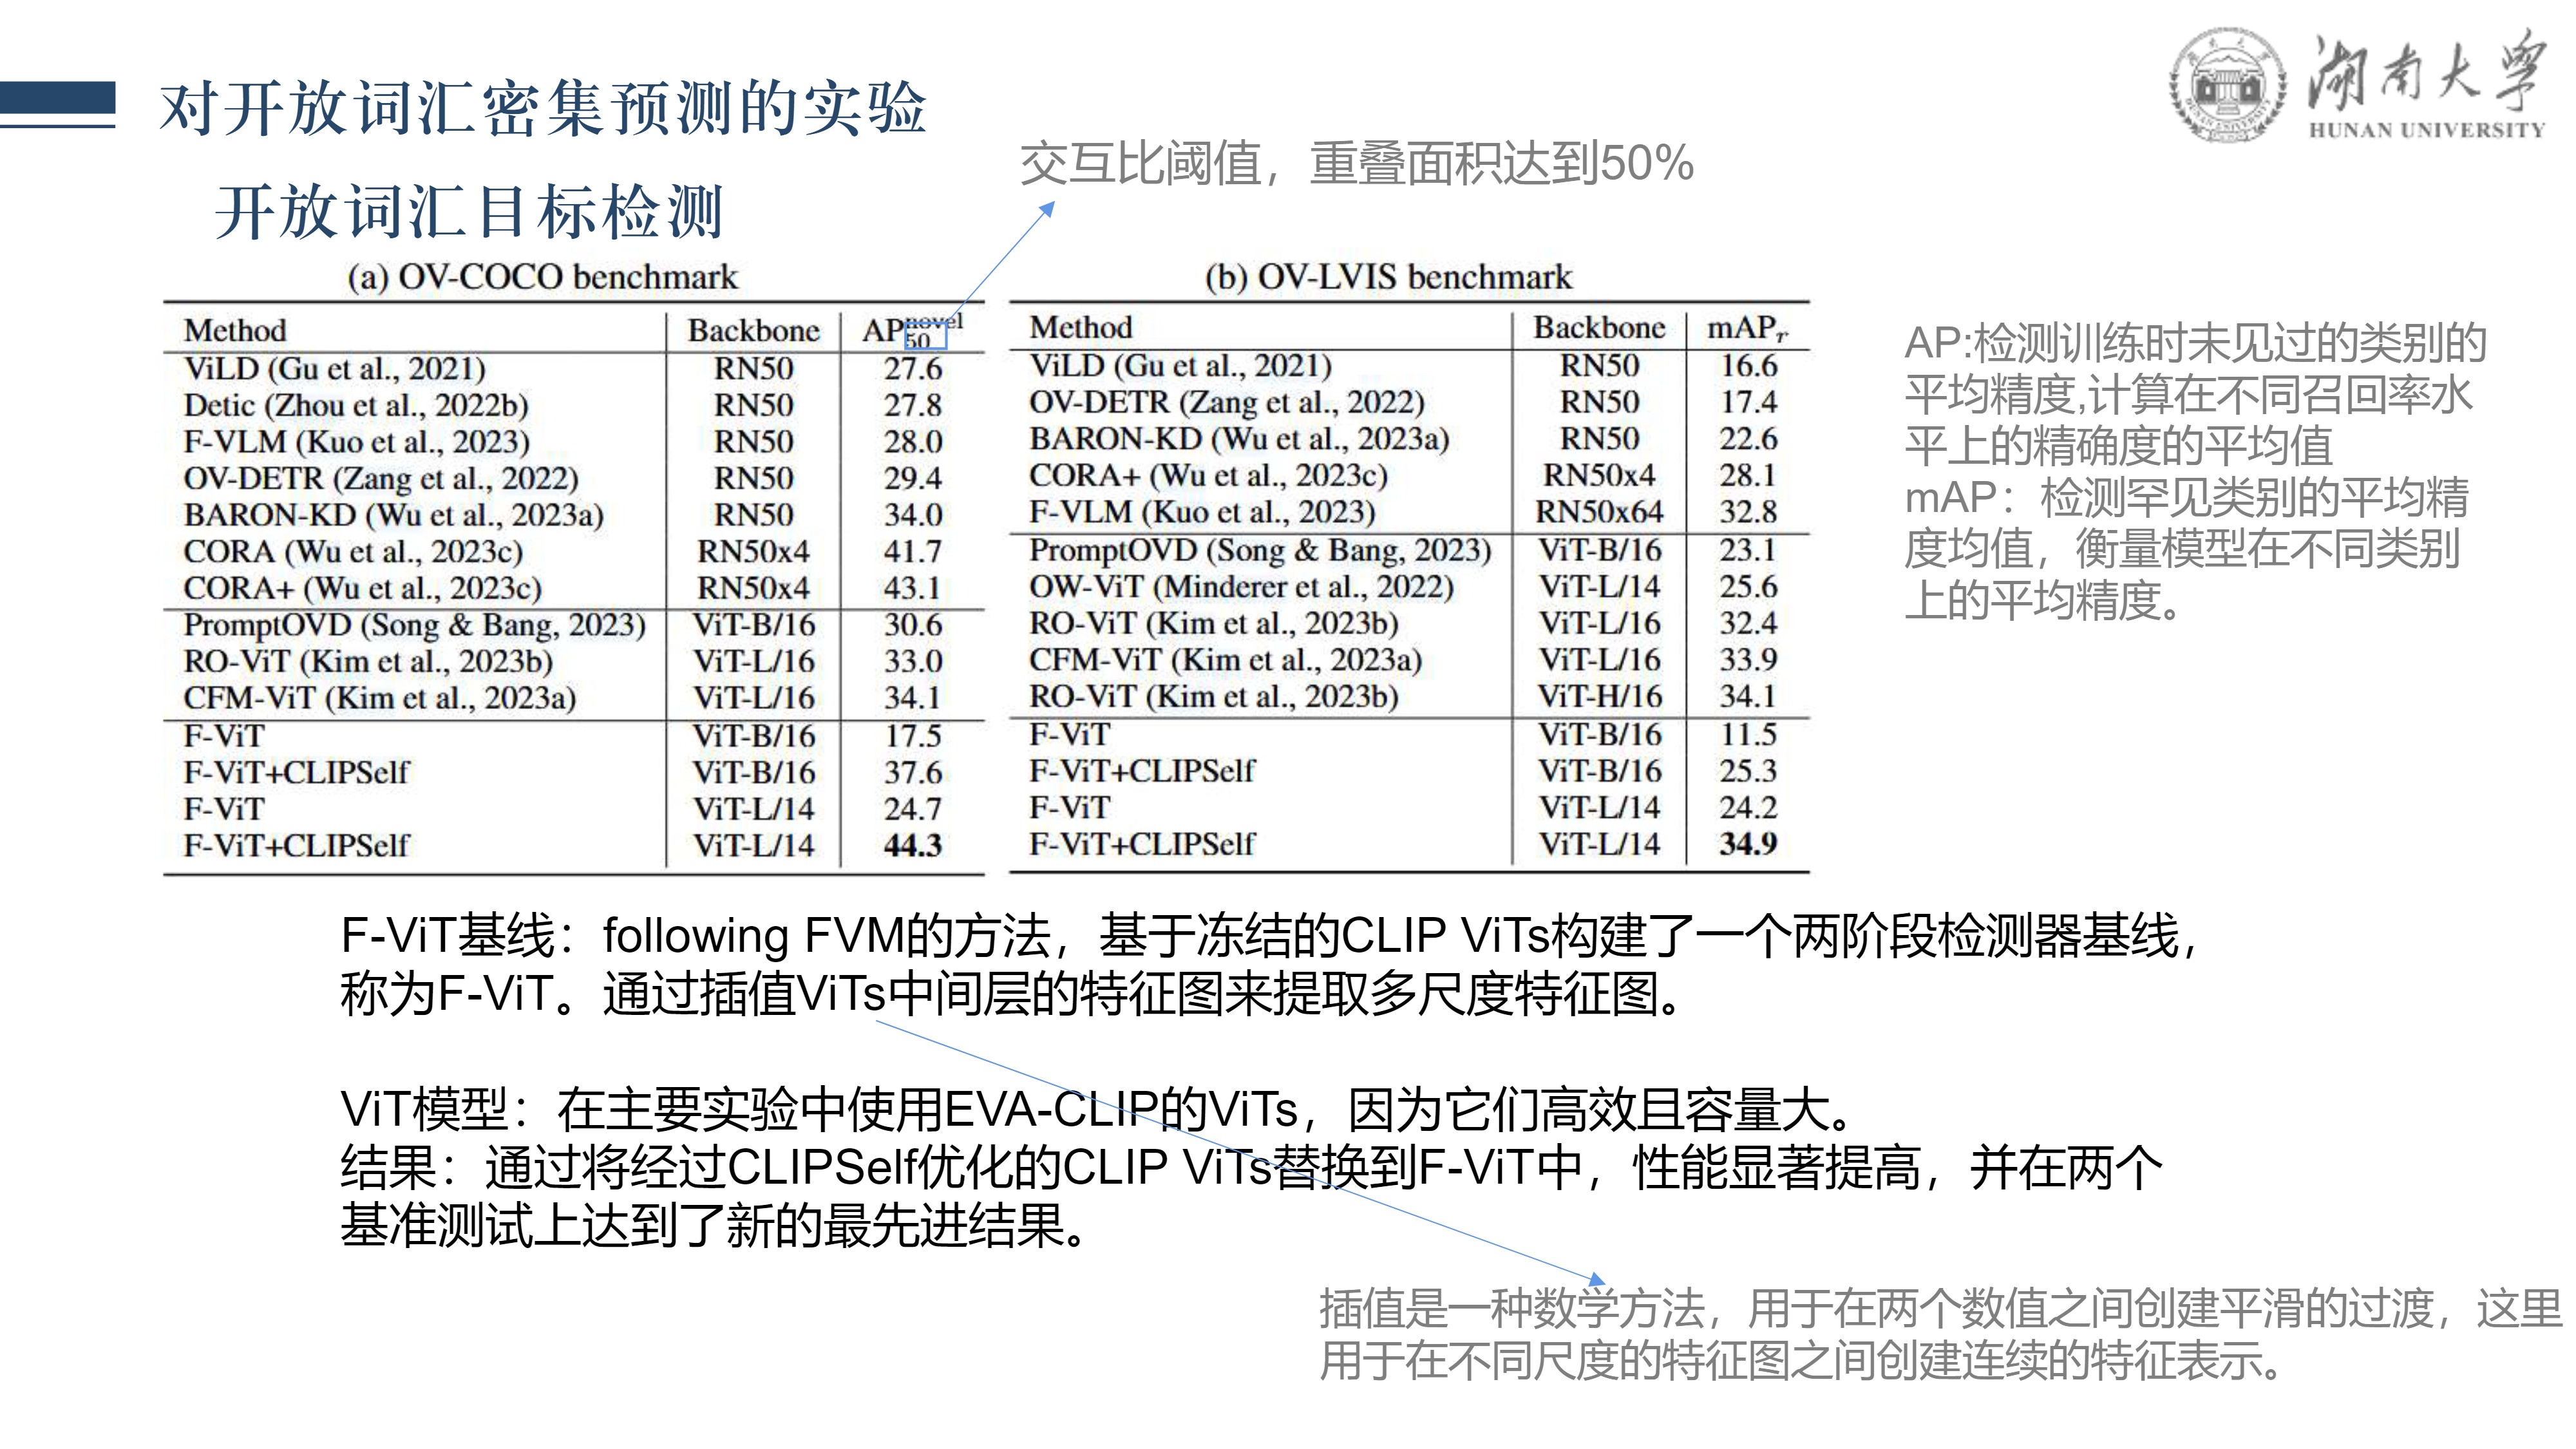 对开放词汇密集预测的实验
湖南大学
HUNAN UNIVERSITY
交互比阈值，重叠面积达到50%
开放词汇目标检测
(a) OV-COCO benchmark
Method Backbone AP novel 50
ViLD (Gu et al., 2021) RN50 27.6
Detic (Zhou et al., 2022b) RN50 27.8
F-VLM (Kuo et al., 2023) RN50 28.0
OV-DETR (Zang et al., 2022) RN50 29.4
BARON-KD (Wu et al., 2023a) RN50 34.0
CORA (Wu et al., 2023c) RN50x4 41.7
CORA+ (Wu et al., 2023c) RN50x4 43.1
PromptOVD (Song & Bang, 2023) ViT-B/16 30.6
RO-ViT (Kim et al., 2023b) ViT-L/16 33.0
CFM-ViT (Kim et al., 2023a) ViT-L/16 34.1
F-ViT ViT-B/16 17.5
F-ViT+CLIPSelf ViT-B/16 37.6
F-ViT ViT-L/14 24.7
F-ViT+CLIPSelf ViT-L/14 44.3
(b) OV-LVIS benchmark
Method Backbone mAPr
ViLD (Gu et al., 2021) RN50 16.6
OV-DETR (Zang et al., 2022) RN50 17.4
BARON-KD (Wu et al., 2023a) RN50 22.6
CORA+ (Wu et al., 2023c) RN50x4 28.1
F-VLM (Kuo et al., 2023) RN50x64 32.8
PromptOVD (Song & Bang, 2023) ViT-B/16 23.1
OW-ViT (Minderer et al., 2022) ViT-L/14 25.6
RO-ViT (Kim et al., 2023b) ViT-L/16 32.4
CFM-ViT (Kim et al., 2023a) ViT-L/16 33.9
RO-ViT (Kim et al., 2023b) ViT-H/16 34.1
F-ViT ViT-B/16 11.5
F-ViT+CLIPSelf ViT-B/16 25.3
F-ViT ViT-L/14 24.2
F-ViT+CLIPSelf ViT-L/14 34.9
AP:检测训练时未见过的类别的
平均精度,计算在不同召回率水
平上的精确度的平均值
mAP：检测罕见类别的平均精
度均值，衡量模型在不同类别
上的平均精度。
F-ViT基线：following FVM的方法，基于冻结的CLIP ViTs构建了一个两阶段检测器基线，
称为F-ViT。通过插值ViTs中间层的特征图来提取多尺度特征图。
ViT模型：在主要实验中使用EVA-CLIP的ViTs，因为它们高效且容量大。
结果：通过将经过CLIPSelf优化的CLIP ViTs替换到F-ViT中，性能显著提高，并在两个
基准测试上达到了新的最先进结果。
插值是一种数学方法，用于在两个数值之间创建平滑的过渡，这里
用于在不同尺度的特征图之间创建连续的特征表示。